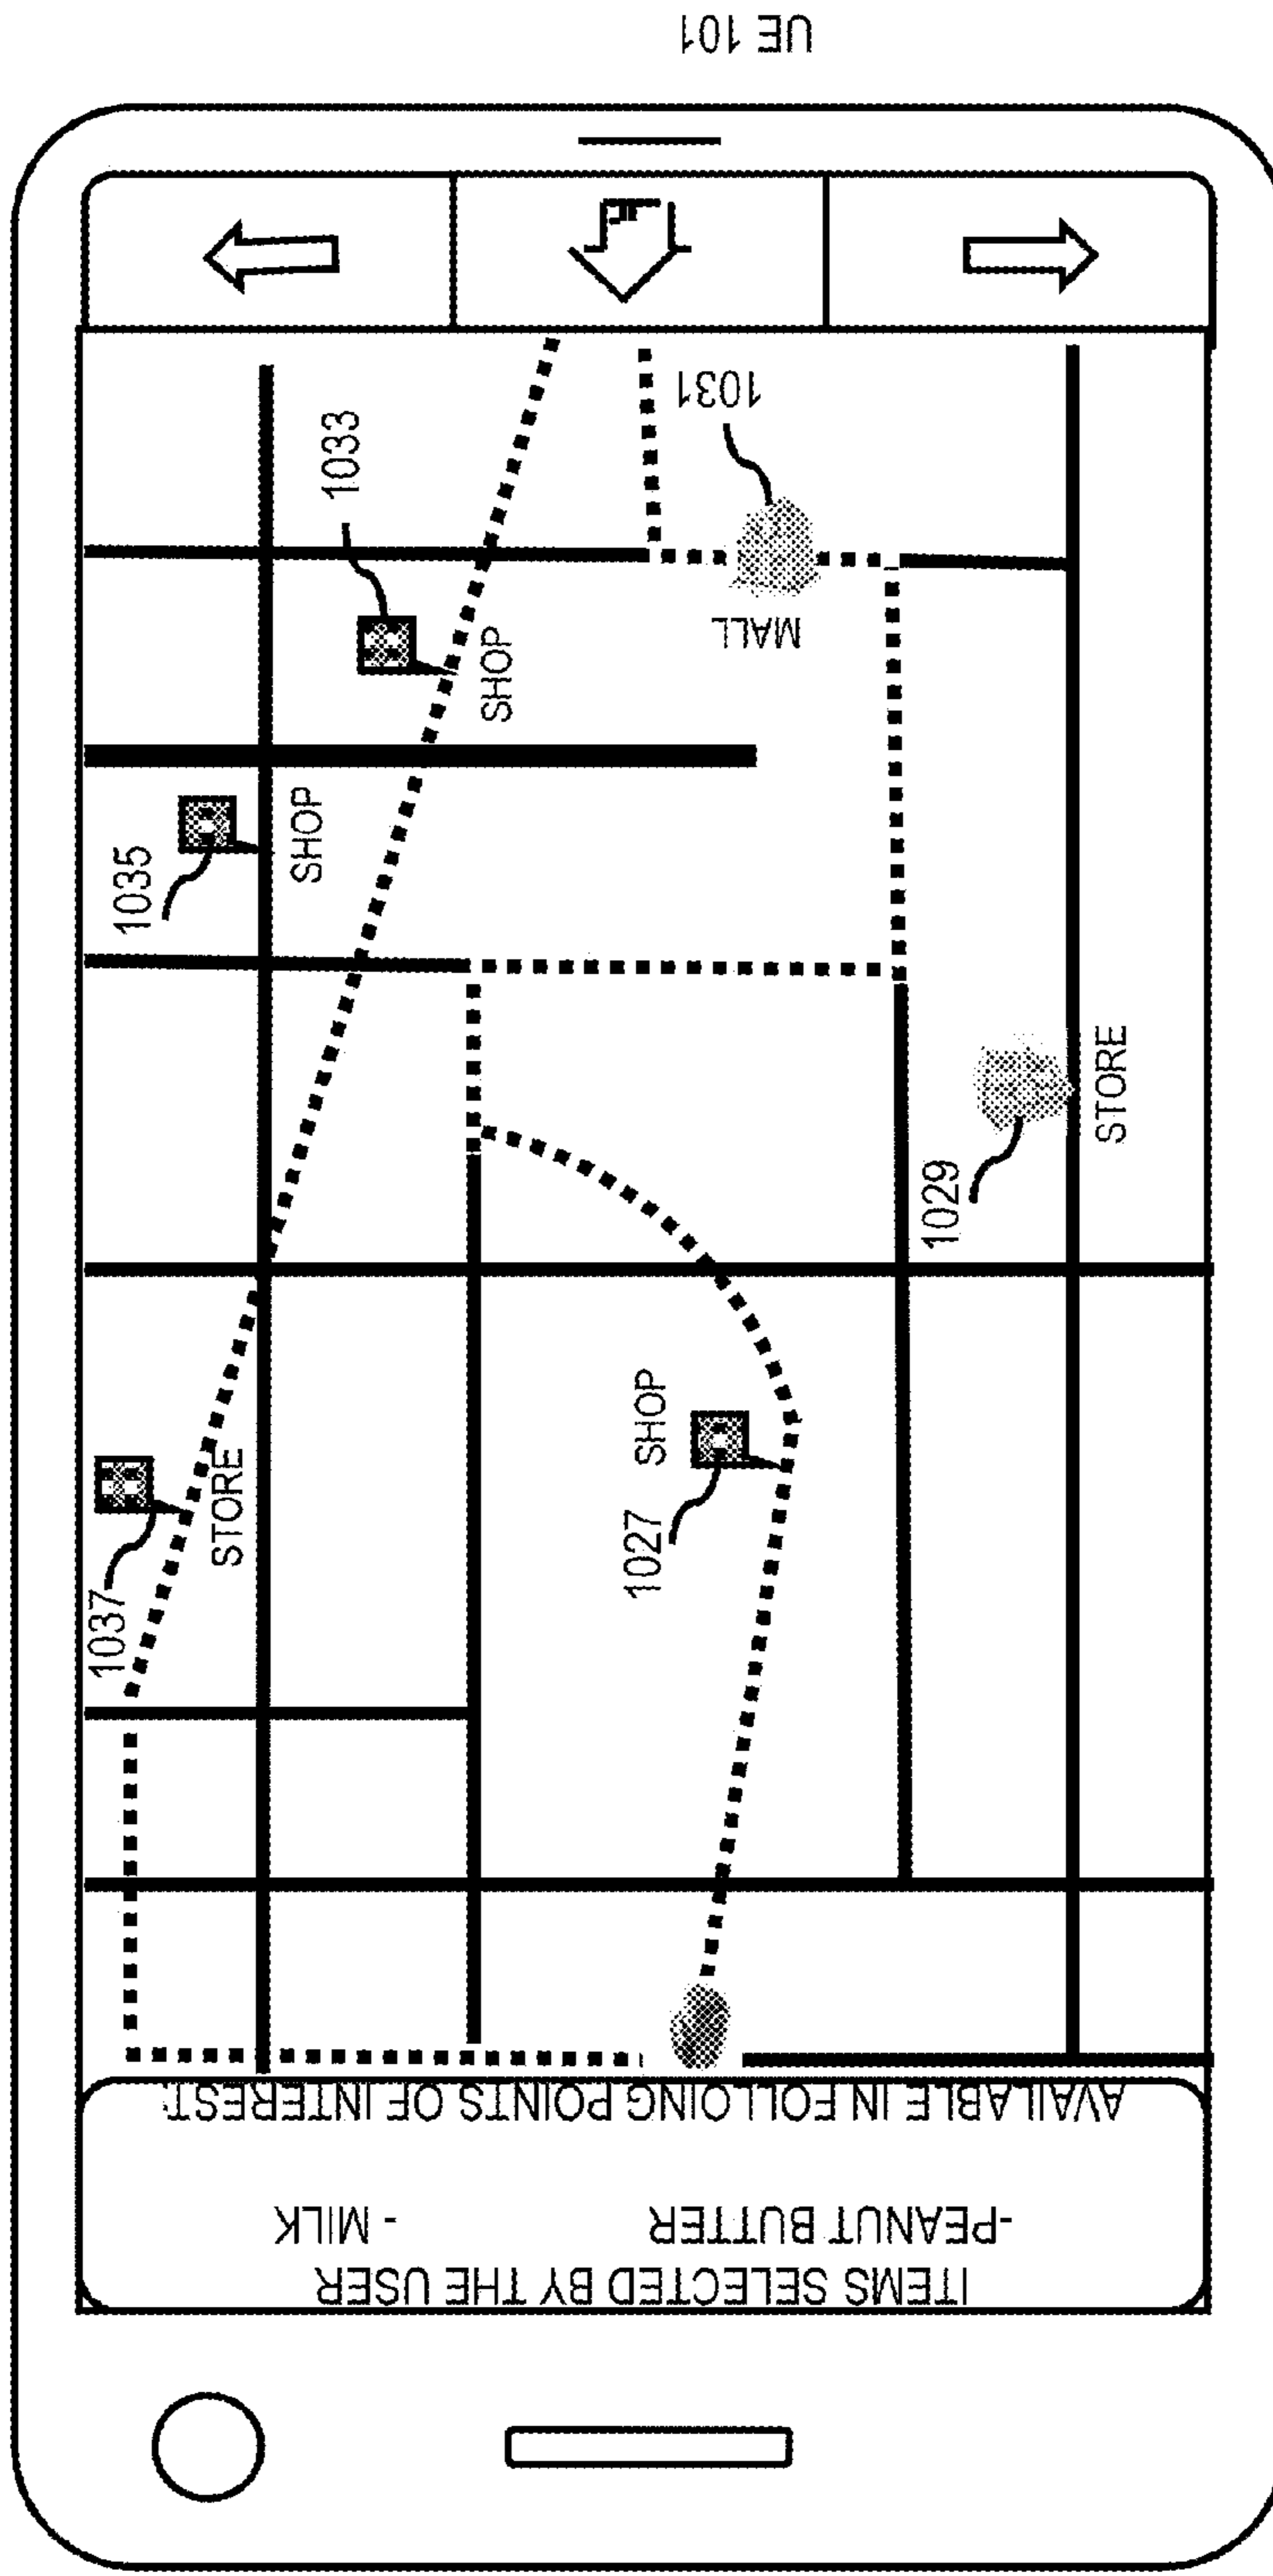 UE 101
1033
SHOP
1031
MALL
1035
SHOP
1029
STORE
1037
STORE
SHOP
1027
ITEMS SELECTED BY THE USER
-PEANUT BUTTER - MILK
AVAILABLE IN FOLLOING POINTS OF INTEREST